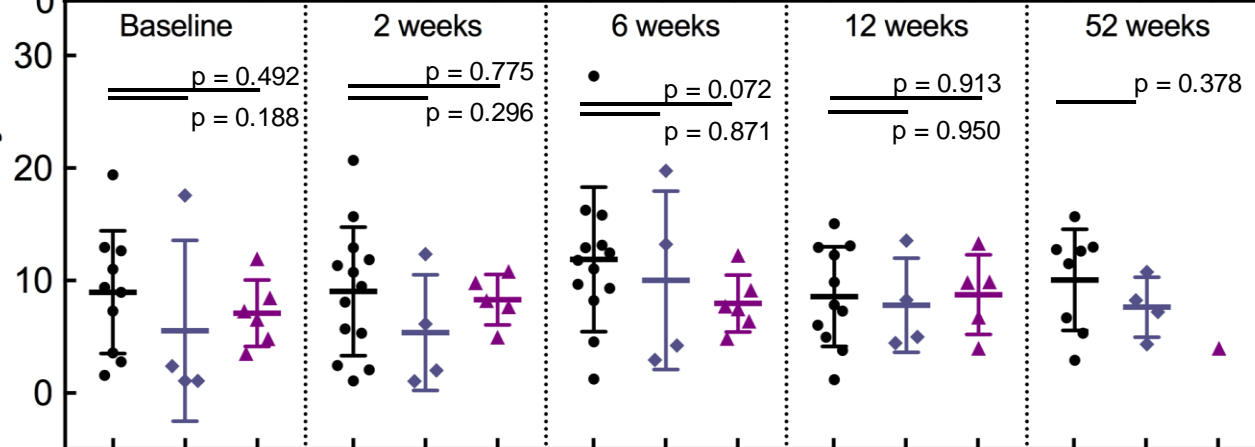 0
Baseline
2 weeks
6 weeks
12 weeks
52 weeks
30
p = 0.492
p = 0.188
p = 0.775
p = 0.296
p = 0.072
p = 0.871
p = 0.913
p = 0.950
p = 0.378
20
10
0